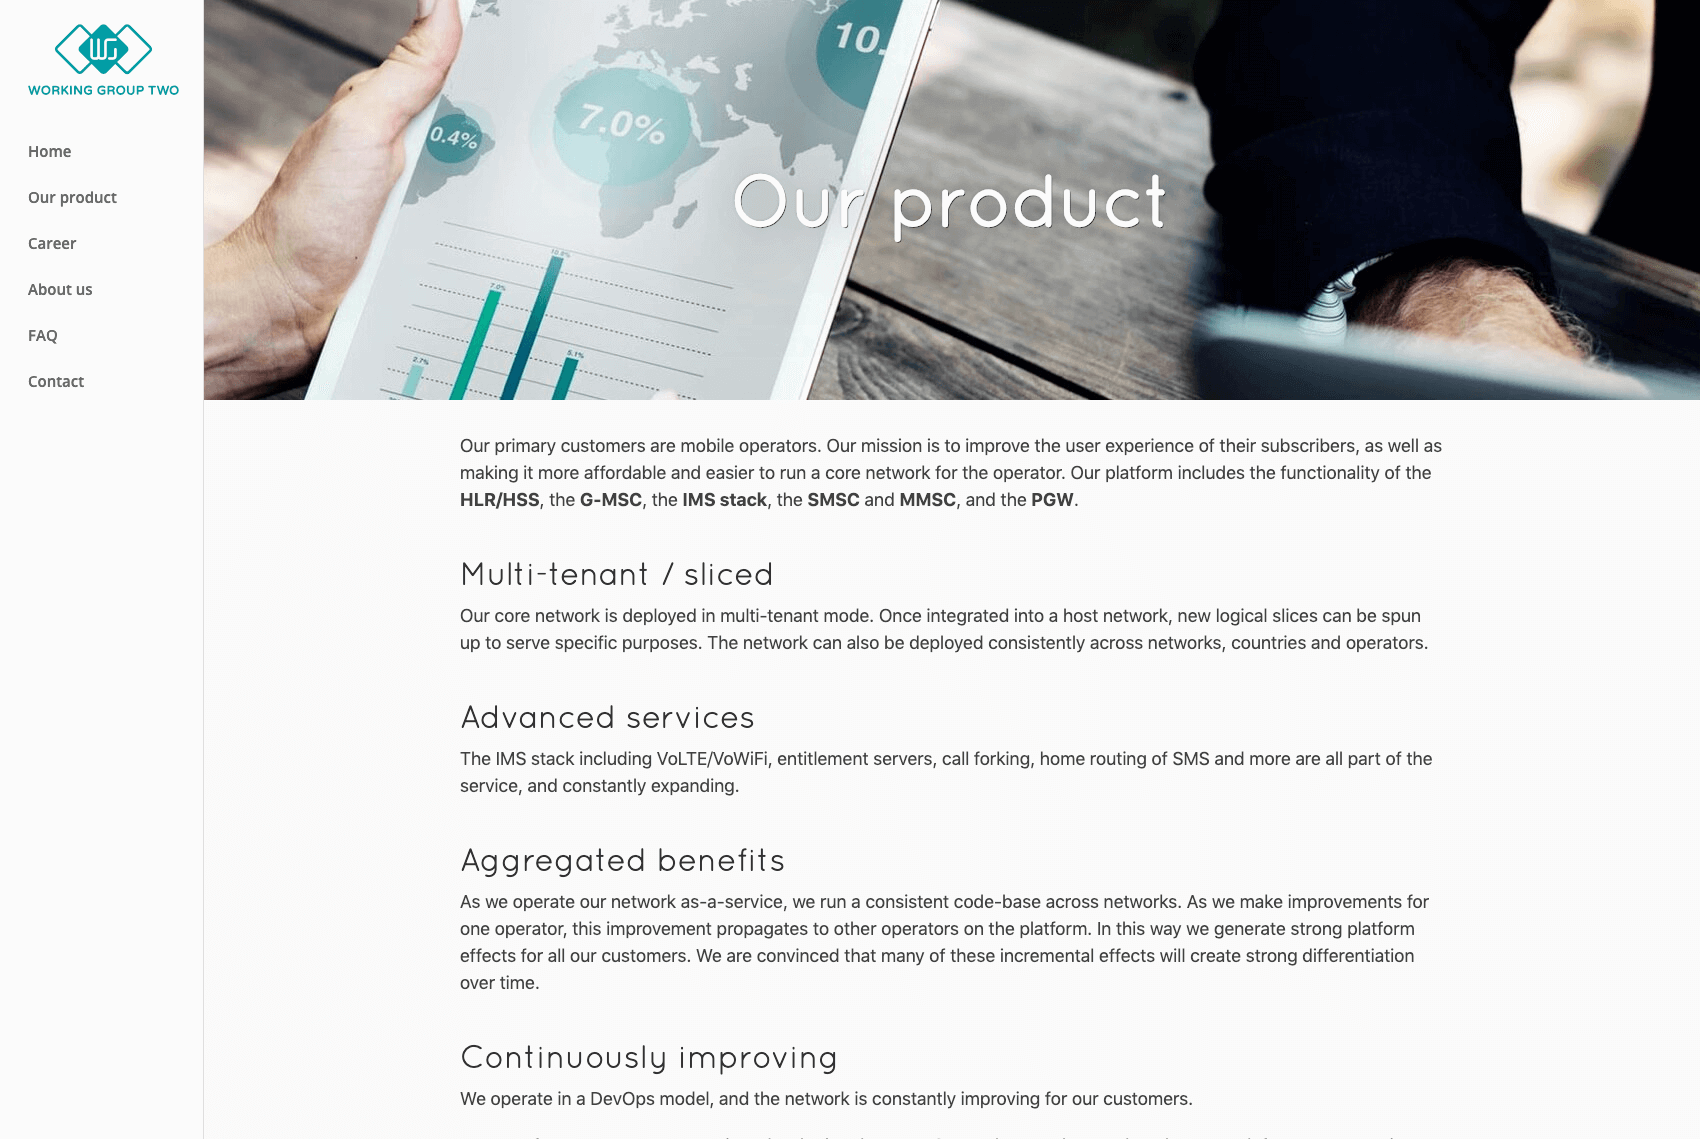 WG
WORKING GROUP TWO
Home
Our product
Career
About us
FAQ
Contact
10.
7.0%
0.4%
Our product
10.8%
7.0%
5.1%
2.7%
Our primary customers are mobile operators. Our mission is to improve the user experience of their subscribers, as well as
making it more affordable and easier to run a core network for the operator. Our platform includes the functionality of the
HLR/HSS, the G-MSC, the IMS stack, the SMSC and MMSC, and the PGW.
Multi-tenant / sliced
Our core network is deployed in multi-tenant mode. Once integrated into a host network, new logical slices can be spun
up to serve specific purposes. The network can also be deployed consistently across networks, countries and operators.
Advanced services
The IMS stack including VoLTE/VoWiFi, entitlement servers, call forking, home routing of SMS and more are all part of the
service, and constantly expanding.
Aggregated benefits
As we operate our network as-a-service, we run a consistent code-base across networks. As we make improvements for
one operator, this improvement propagates to other operators on the platform. In this way we generate strong platform
effects for all our customers. We are convinced that many of these incremental effects will create strong differentiation
over time.
Continuously improving
We operate in a DevOps model, and the network is constantly improving for our customers.